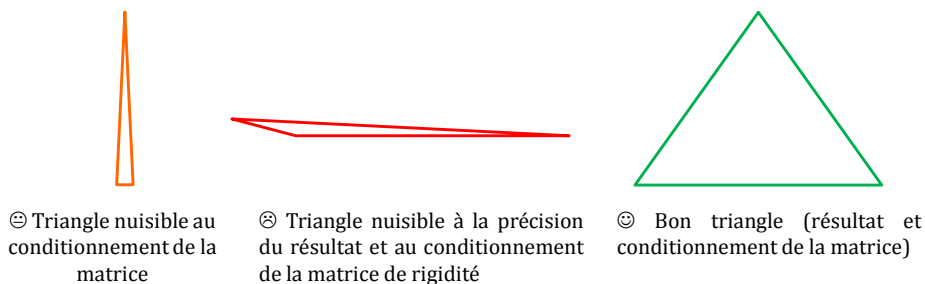 😐 Triangle nuisible au
conditionnement de la
matrice
☹ Triangle nuisible à la précision
du résultat et au conditionnement
de la matrice de rigidité
☺ Bon triangle (résultat et
conditionnement de la matrice)